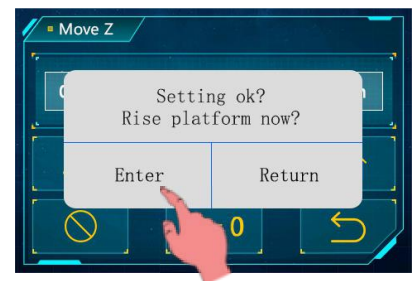 Move Z
Setting ok?
Rise platform now?
Enter
Return
0